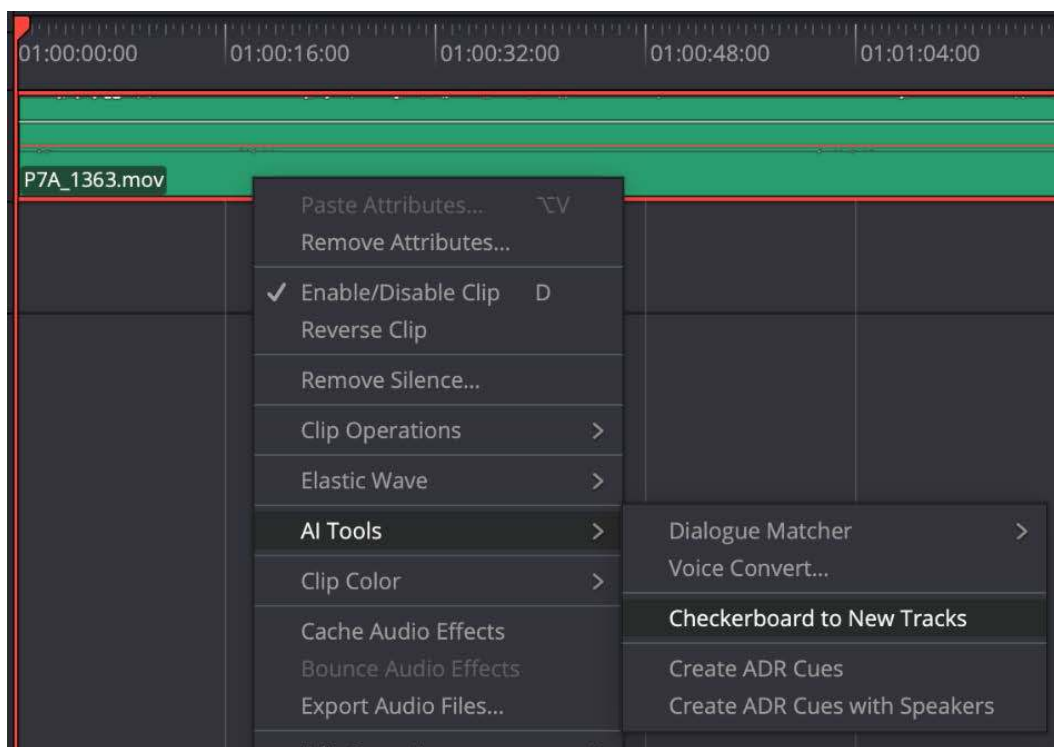 01:00:00:00 01:00:16:00 01:00:32:00 01:00:48:00 01:01:04:00
P7A_1363.mov
Paste Attributes... ⌥V
Remove Attributes...
✓ Enable/Disable Clip D
Reverse Clip
Remove Silence...
Clip Operations >
Elastic Wave >
AI Tools >
Dialogue Matcher >
Voice Convert...
Checkerboard to New Tracks
Create ADR Cues
Create ADR Cues with Speakers
Clip Color >
Cache Audio Effects
Bounce Audio Effects
Export Audio Files...